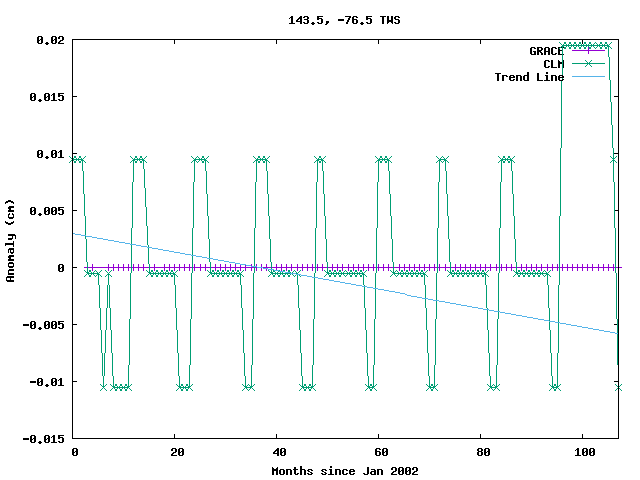 143.5, -76.5 TWS
GRACE
CLM
Trend Line
0.02
0.015
0.01
0.005
0
-0.005
-0.01
-0.015
Anomaly (cm)
0 20 40 60 80 100
Months since Jan 2002